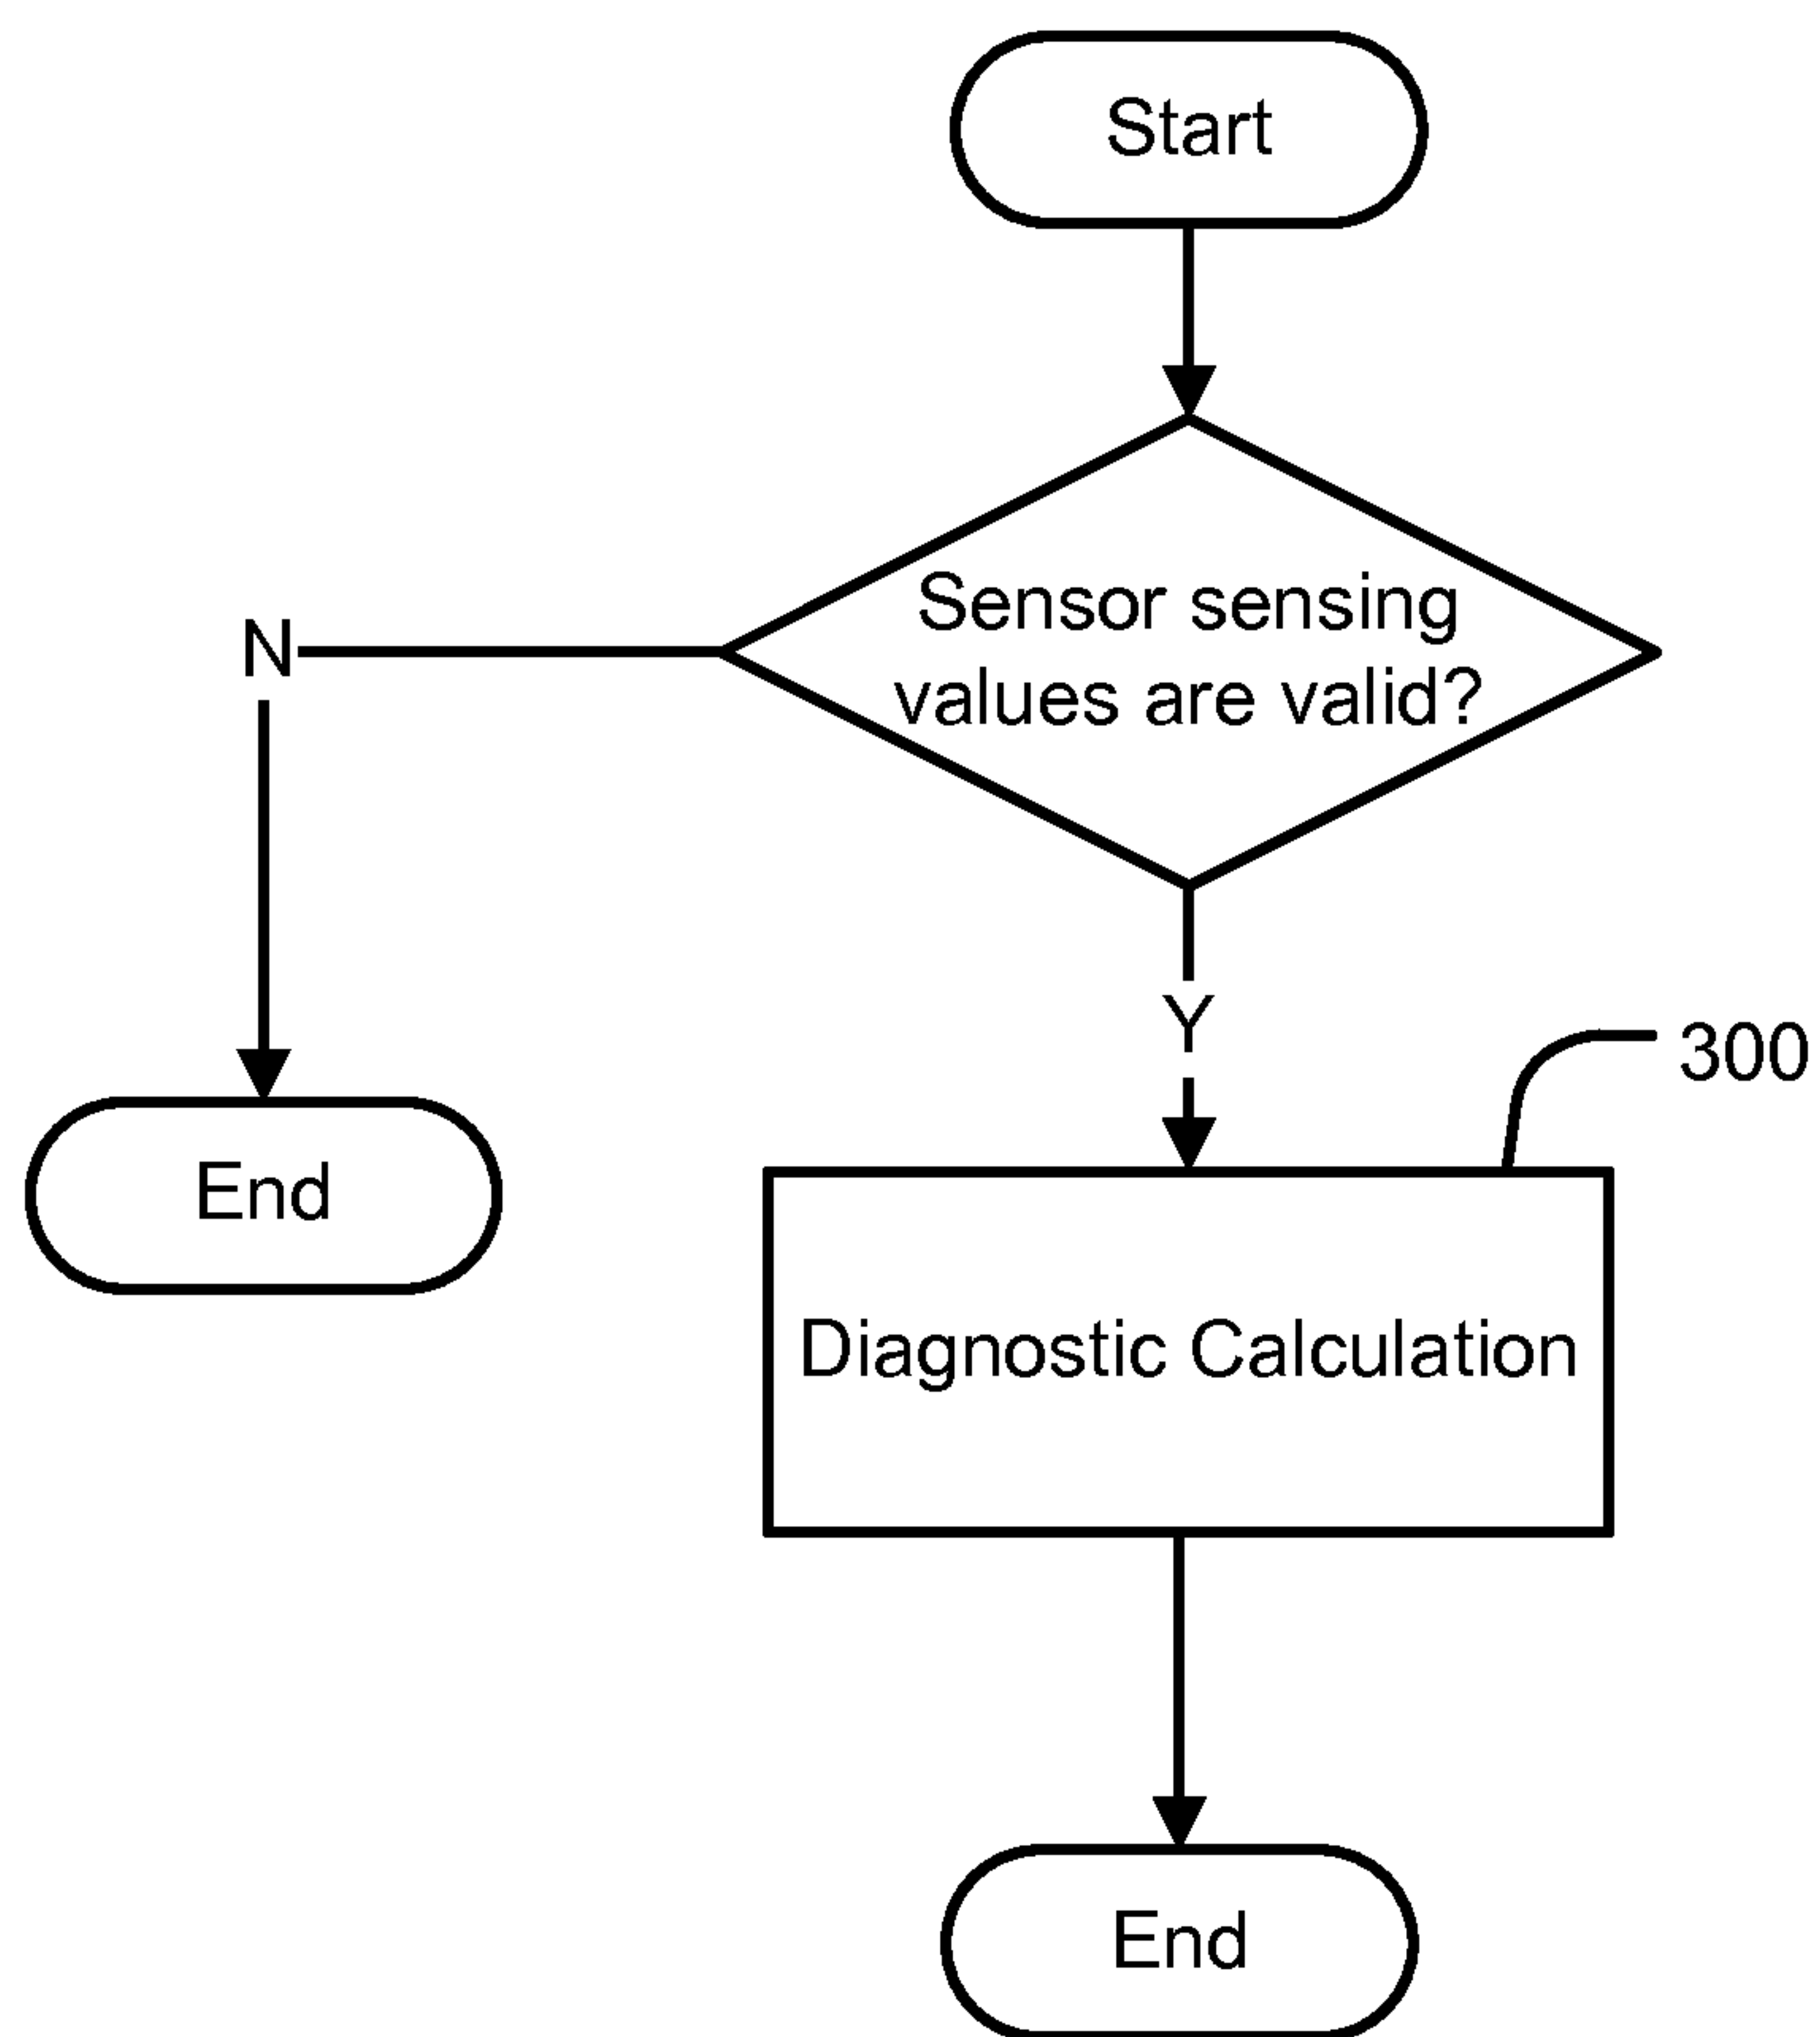 Start
Sensor sensing
values are valid?
N
Y
300
End
Diagnostic Calculation
End